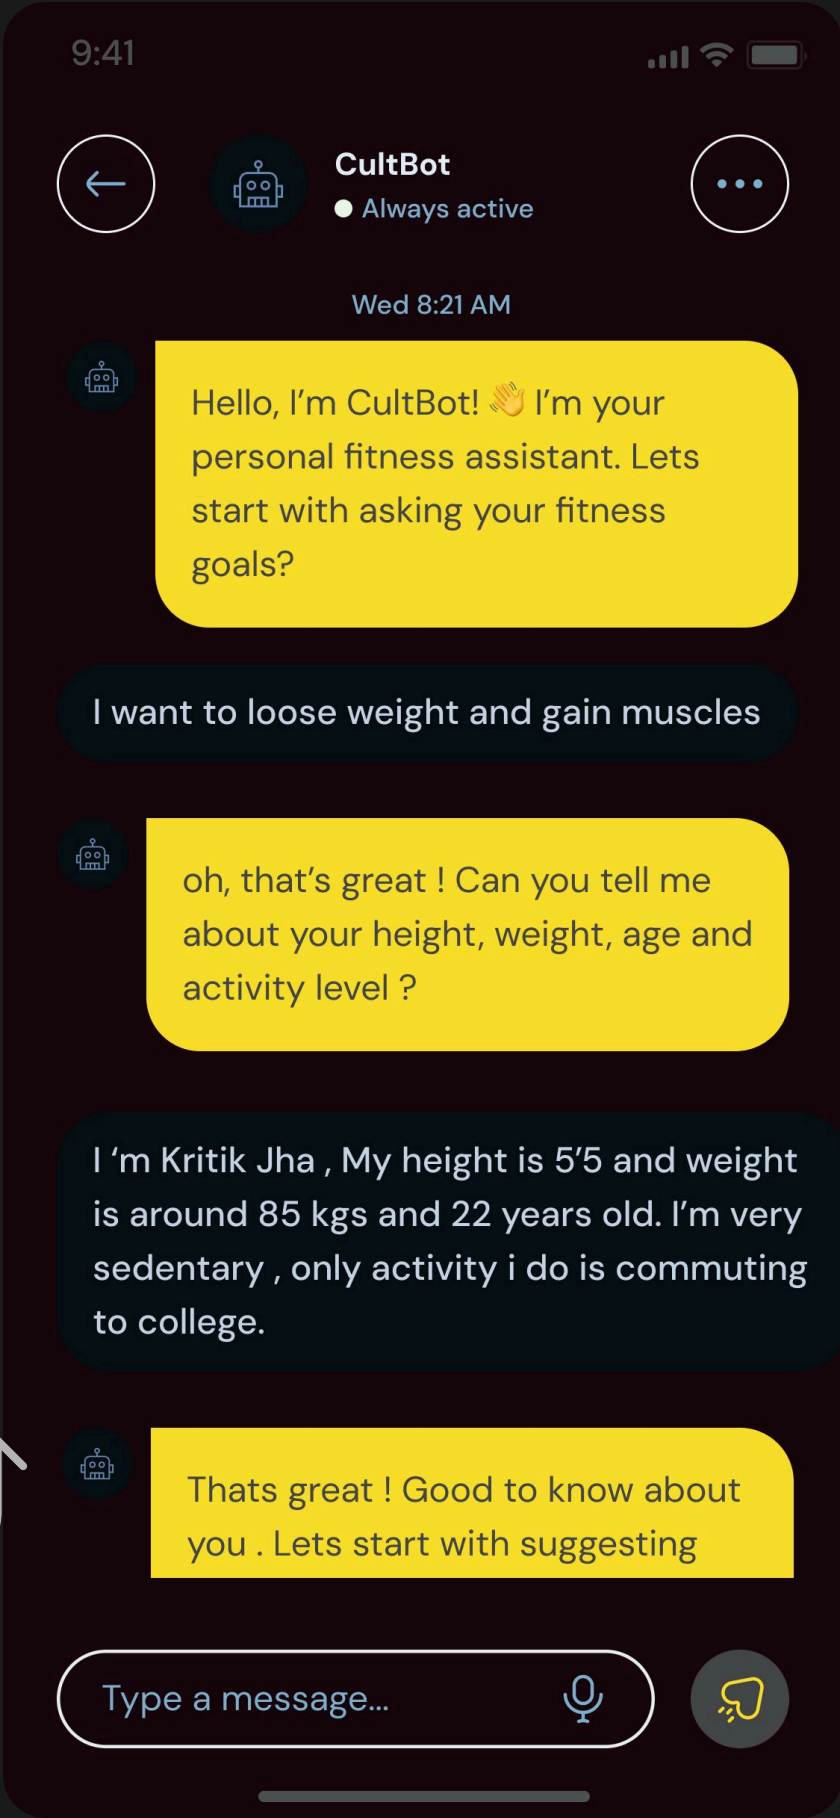 9:41
CultBot
Always active
Wed 8:21 AM
Hello, I’m CultBot! 👋 I’m your
personal fitness assistant. Lets
start with asking your fitness
goals?
I want to loose weight and gain muscles
oh, that’s great ! Can you tell me
about your height, weight, age and
activity level ?
I ‘m Kritik Jha , My height is 5’5 and weight
is around 85 kgs and 22 years old. I’m very
sedentary , only activity i do is commuting
to college.
Thats great ! Good to know about
you . Lets start with suggesting
Type a message...